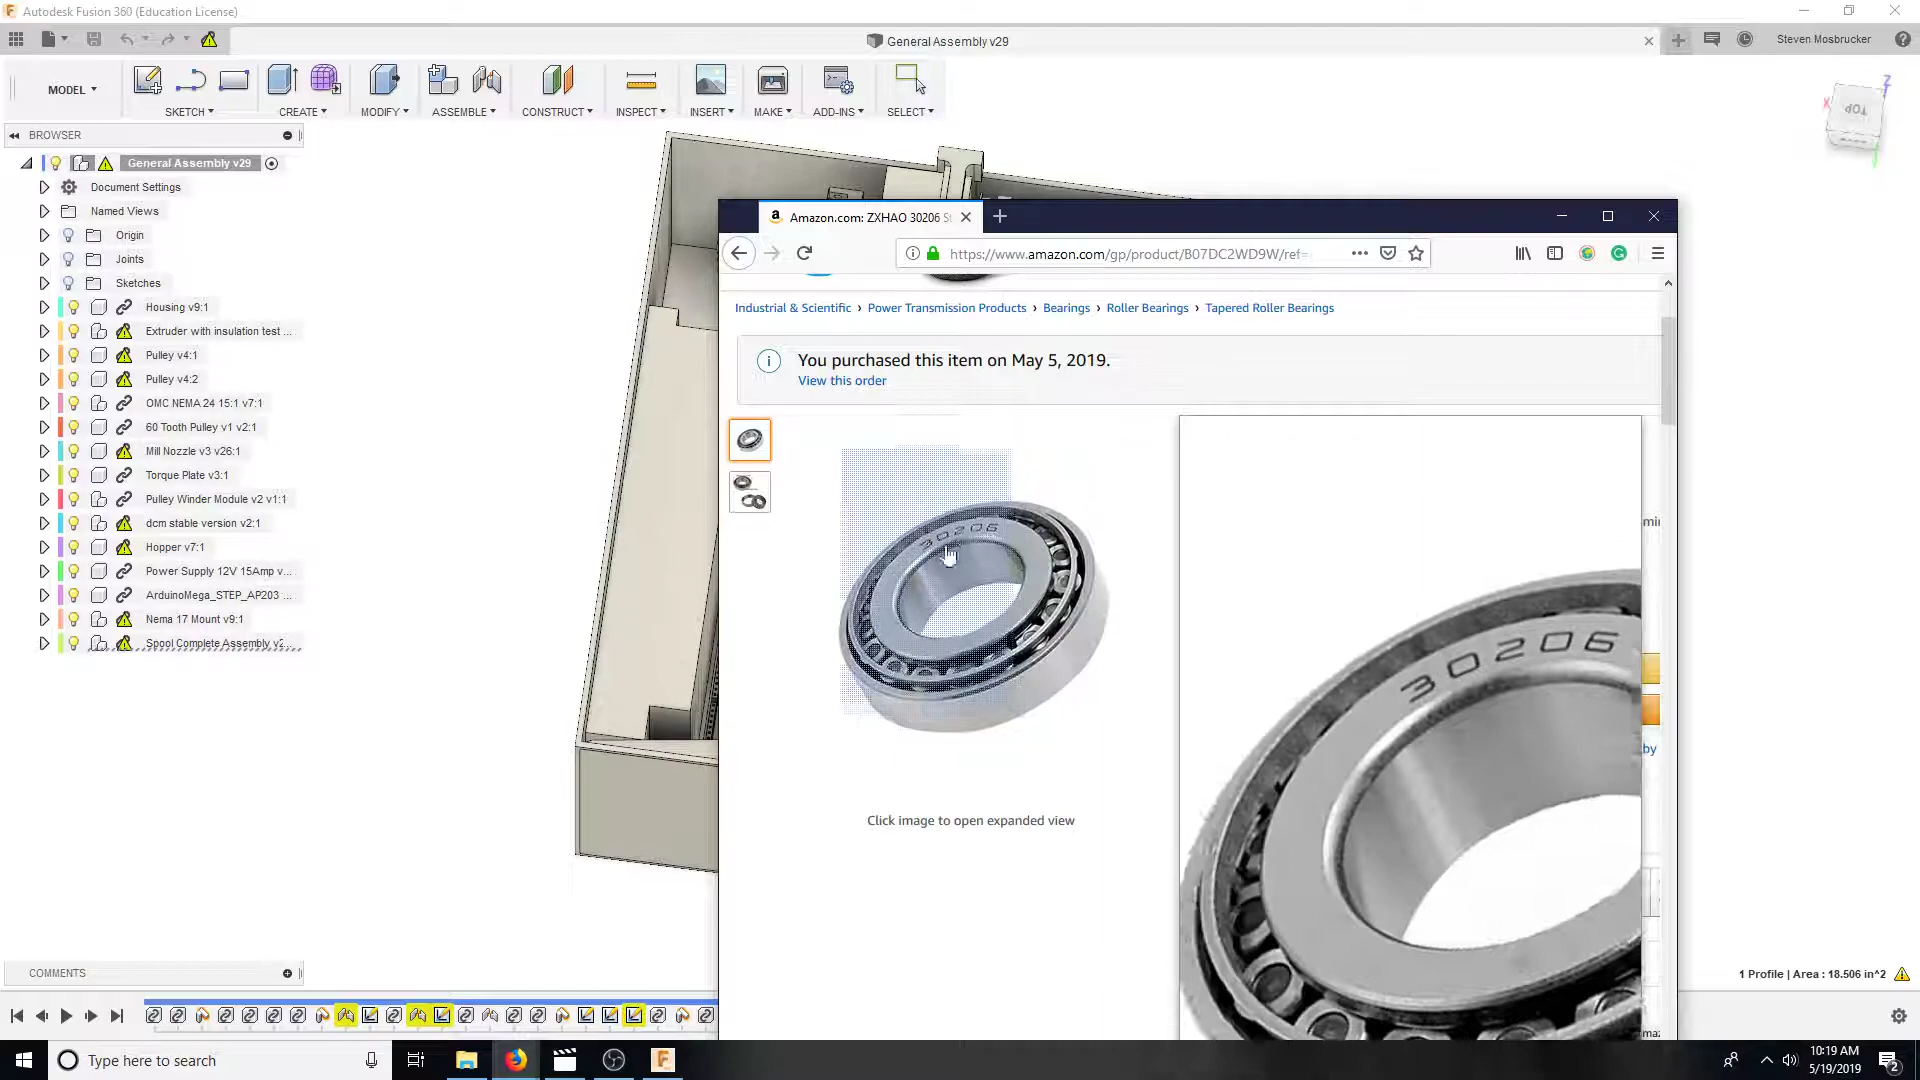 Autodesk Fusion 360 (Education License)
General Assembly v29
Steven Mosbrucker
MODEL
SKETCH
CREATE
MODIFY
ASSEMBLE
CONSTRUCT
INSPECT
INSERT
MAKE
ADD-INS
SELECT
TOP
X
Z
BROWSER
General Assembly v29
Document Settings
Named Views
Origin
Joints
Sketches
Housing v9:1
Extruder with insulation test ...
Pulley v4:1
Pulley v4:2
OMC NEMA 24 15:1 v7:1
60 Tooth Pulley v1 v2:1
Mill Nozzle v3 v26:1
Torque Plate v3:1
Pulley Winder Module v2 v1:1
dcm stable version v2:1
Hopper v7:1
Power Supply 12V 15Amp v...
ArduinoMega_STEP_AP203 ...
Nema 17 Mount v9:1
Spool Complete Assembly v2...
Amazon.com: ZXHAO 30206 S
https://www.amazon.com/gp/product/B07DC2WD9W/ref=
Industrial & Scientific › Power Transmission Products › Bearings › Roller Bearings › Tapered Roller Bearings
You purchased this item on May 5, 2019.
View this order
30206
30206
by
Click image to open expanded view
COMMENTS
1 Profile | Area : 18.506 in^2
Type here to search
10:19 AM
5/19/2019
2